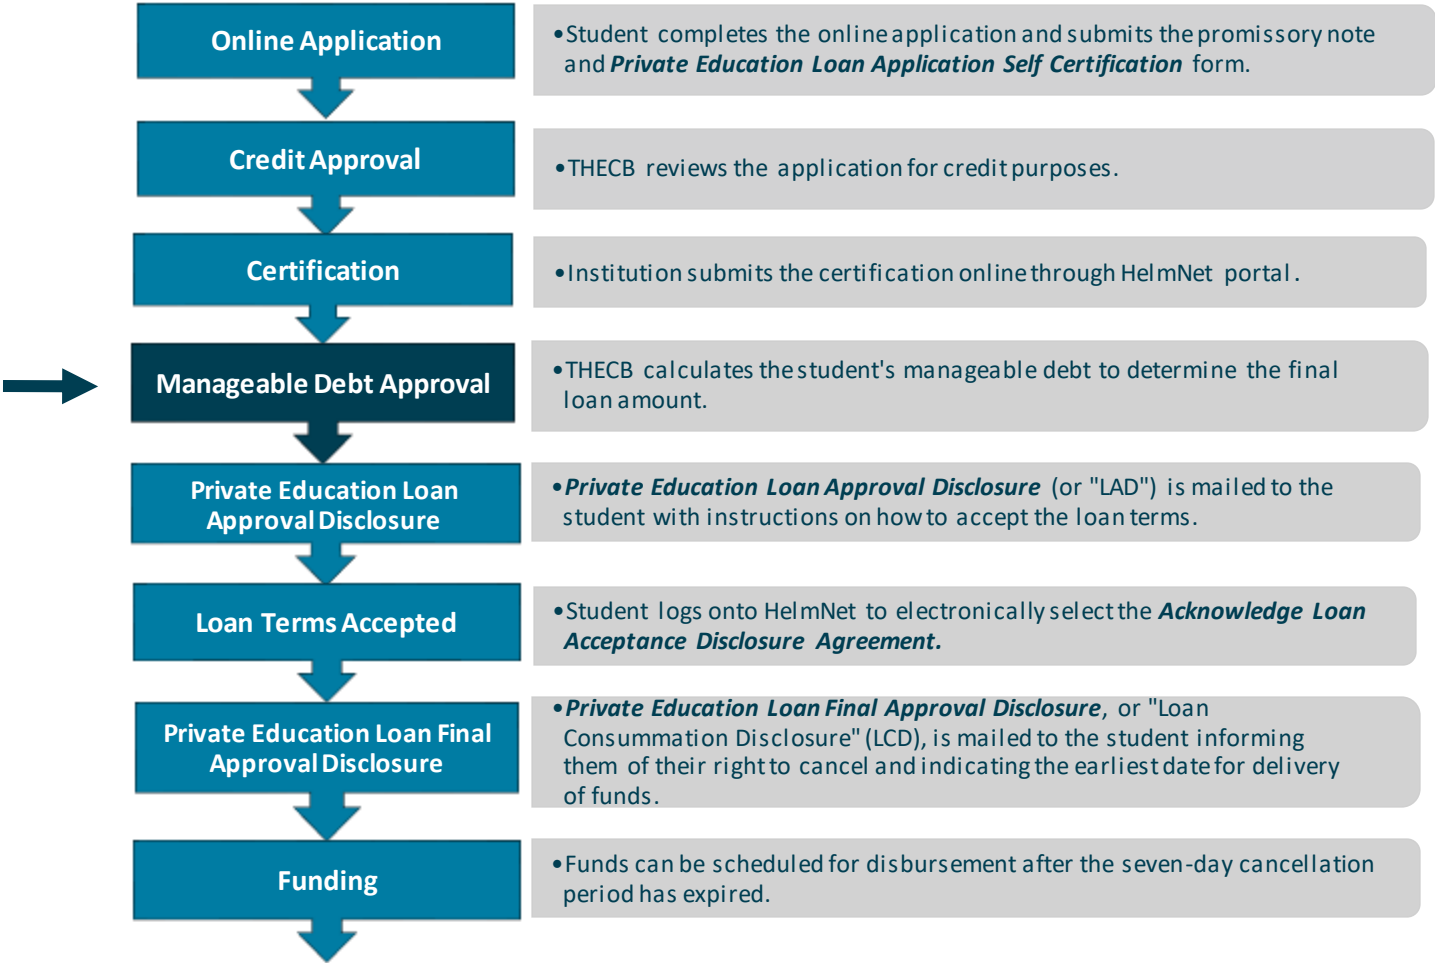 Online Application
•Student completes the online application and submits the promissory note
and Private Education Loan Application Self Certification form.
Credit Approval
•THECB reviews the application for credit purposes.
Certification
•Institution submits the certification online through HelmNet portal.
Manageable Debt Approval
•THECB calculates the student's manageable debt to determine the final
loan amount.
Private Education Loan
Approval Disclosure
•Private Education Loan Approval Disclosure (or "LAD") is mailed to the
student with instructions on how to accept the loan terms.
Loan Terms Accepted
•Student logs onto HelmNet to electronically select the Acknowledge Loan
Acceptance Disclosure Agreement.
Private Education Loan Final
Approval Disclosure
•Private Education Loan Final Approval Disclosure, or "Loan
Consummation Disclosure" (LCD), is mailed to the student informing
them of their right to cancel and indicating the earliest date for delivery
of funds.
Funding
•Funds can be scheduled for disbursement after the seven-day cancellation
period has expired.